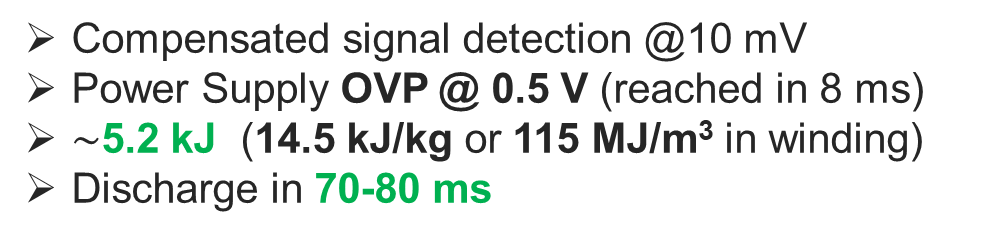 ➢ Compensated signal detection @10 mV
➢ Power Supply OVP @ 0.5 V (reached in 8 ms)
➢ ~5.2 kJ (14.5 kJ/kg or 115 MJ/m³ in winding)
➢ Discharge in 70-80 ms